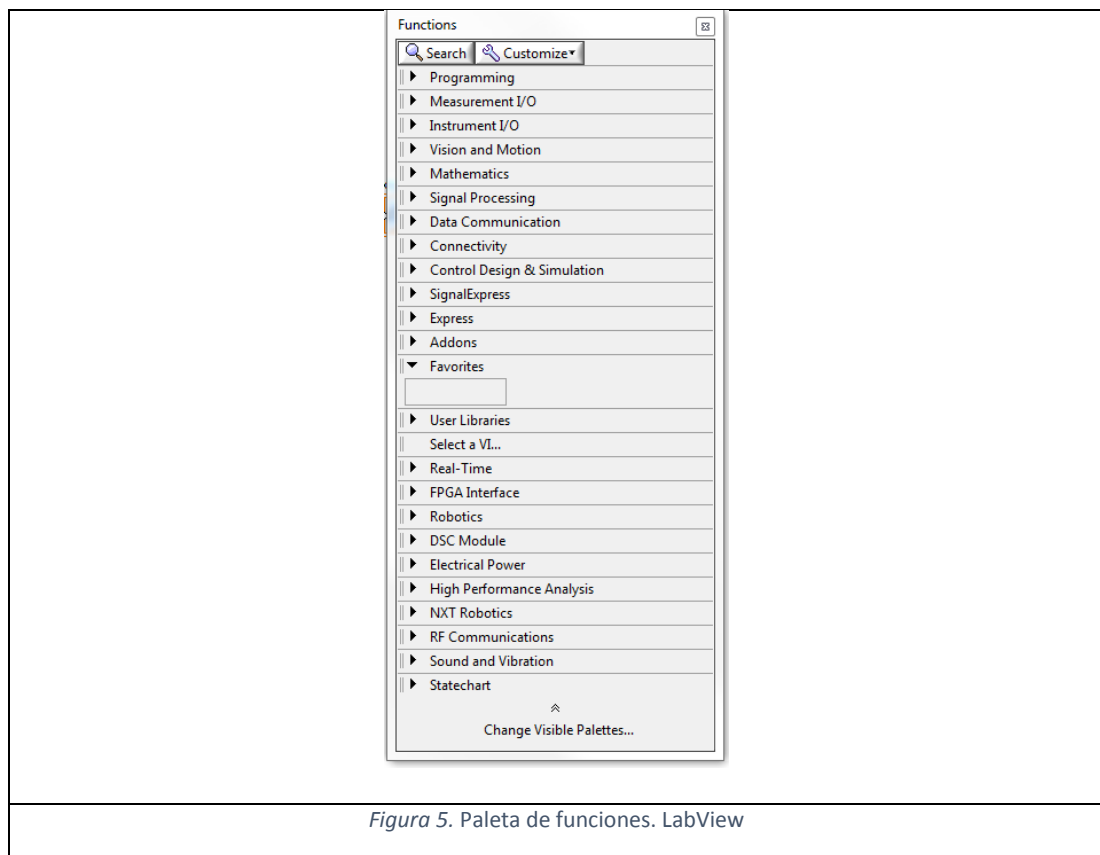 Functions
Search Customize
Programming
Measurement I/O
Instrument I/O
Vision and Motion
Mathematics
Signal Processing
Data Communication
Connectivity
Control Design & Simulation
SignalExpress
Express
Addons
Favorites
User Libraries
Select a VI...
Real-Time
FPGA Interface
Robotics
DSC Module
Electrical Power
High Performance Analysis
NXT Robotics
RF Communications
Sound and Vibration
Statechart
Change Visible Palettes...
Figura 5. Paleta de funciones. LabView